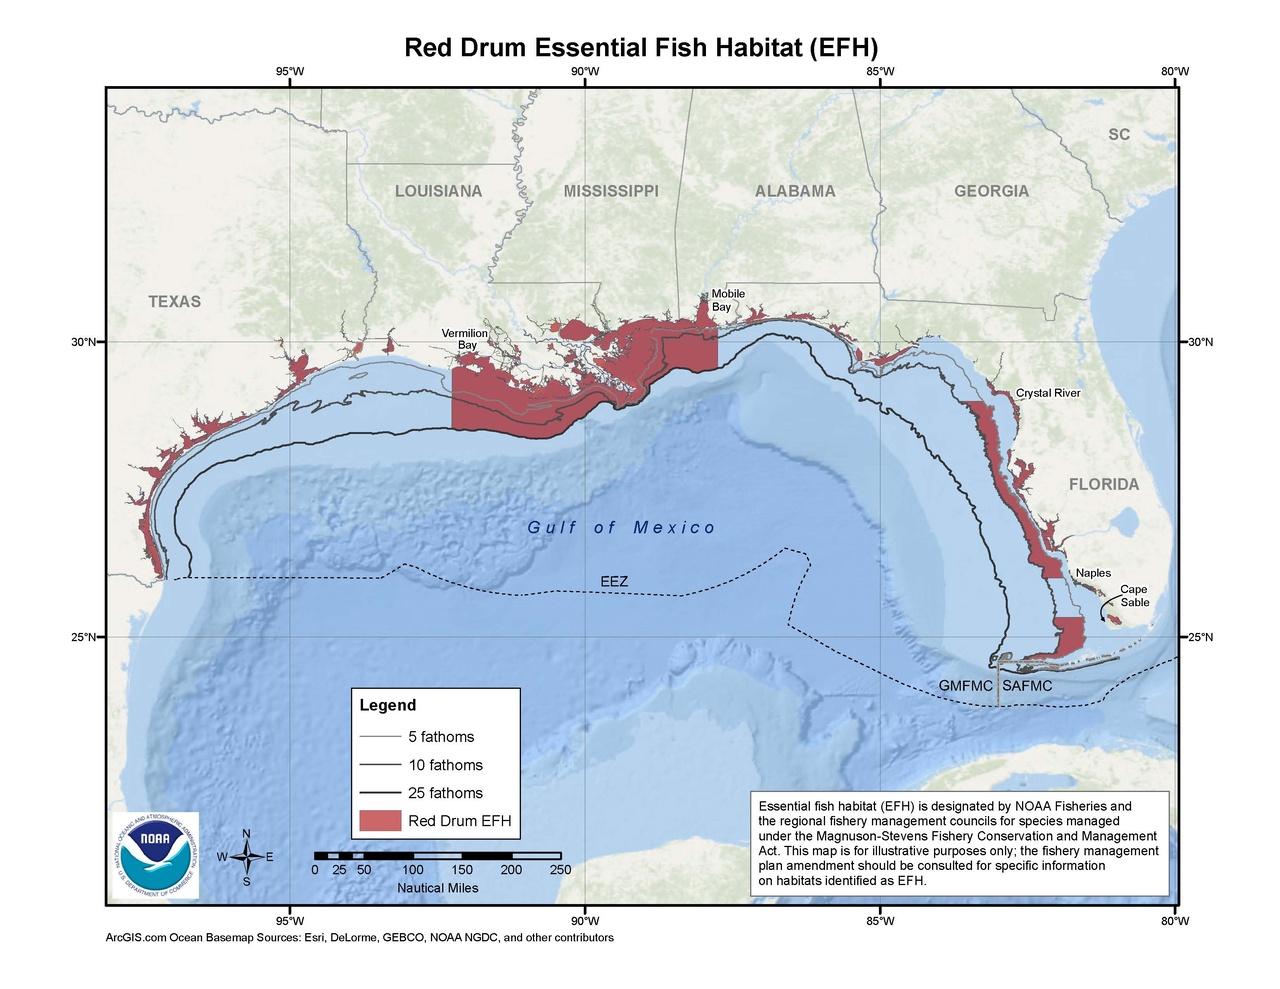 Red Drum Essential Fish Habitat (EFH)
95°W 90°W 85°W 80°W
SC
LOUISIANA MISSISSIPPI ALABAMA GEORGIA
TEXAS
Mobile
Bay
Vermilion
Bay
30°N 30°N
Crystal River
FLORIDA
Gulf of Mexico
EEZ
Naples
Cape
Sable
25°N 25°N
GMFMC SAFMC
Legend
5 fathoms
10 fathoms
25 fathoms
Red Drum EFH
Essential fish habitat (EFH) is designated by NOAA Fisheries and
the regional fishery management councils for species managed
under the Magnuson-Stevens Fishery Conservation and Management
Act. This map is for illustrative purposes only; the fishery management
plan amendment should be consulted for specific information
on habitats identified as EFH.
NATIONAL OCEANIC AND ATMOSPHERIC ADMINISTRATION
NOAA
U.S. DEPARTMENT OF COMMERCE
N
W E
S
0 25 50 100 150 200 250
Nautical Miles
95°W 90°W 85°W 80°W
ArcGIS.com Ocean Basemap Sources: Esri, DeLorme, GEBCO, NOAA NGDC, and other contributors